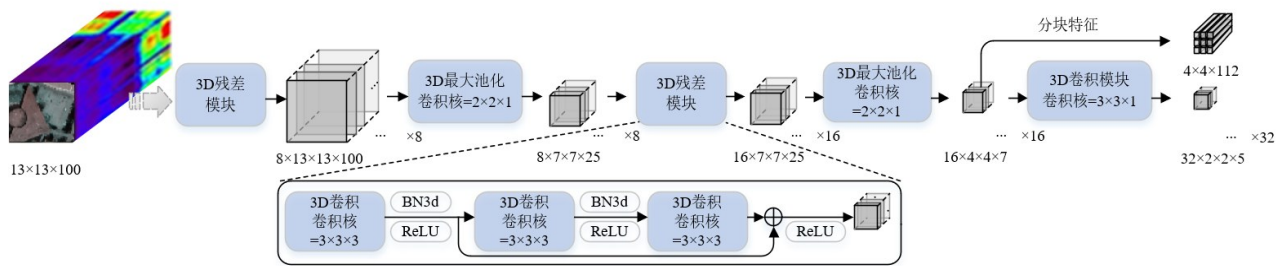 13×13×100
3D残差
模块
8×13×13×100
...
×8
3D最大池化
卷积核=2×2×1
8×7×7×25
...
×8
3D残差
模块
16×7×7×25
...
×16
3D最大池化
卷积核
=2×2×1
16×4×4×7
...
×16
分块特征
4×4×112
3D卷积模块
卷积核=3×3×1
...
×32
32×2×2×5
3D卷积
卷积核
=3×3×3
BN3d
ReLU
3D卷积
卷积核
=3×3×3
BN3d
ReLU
3D卷积
卷积核
=3×3×3
ReLU